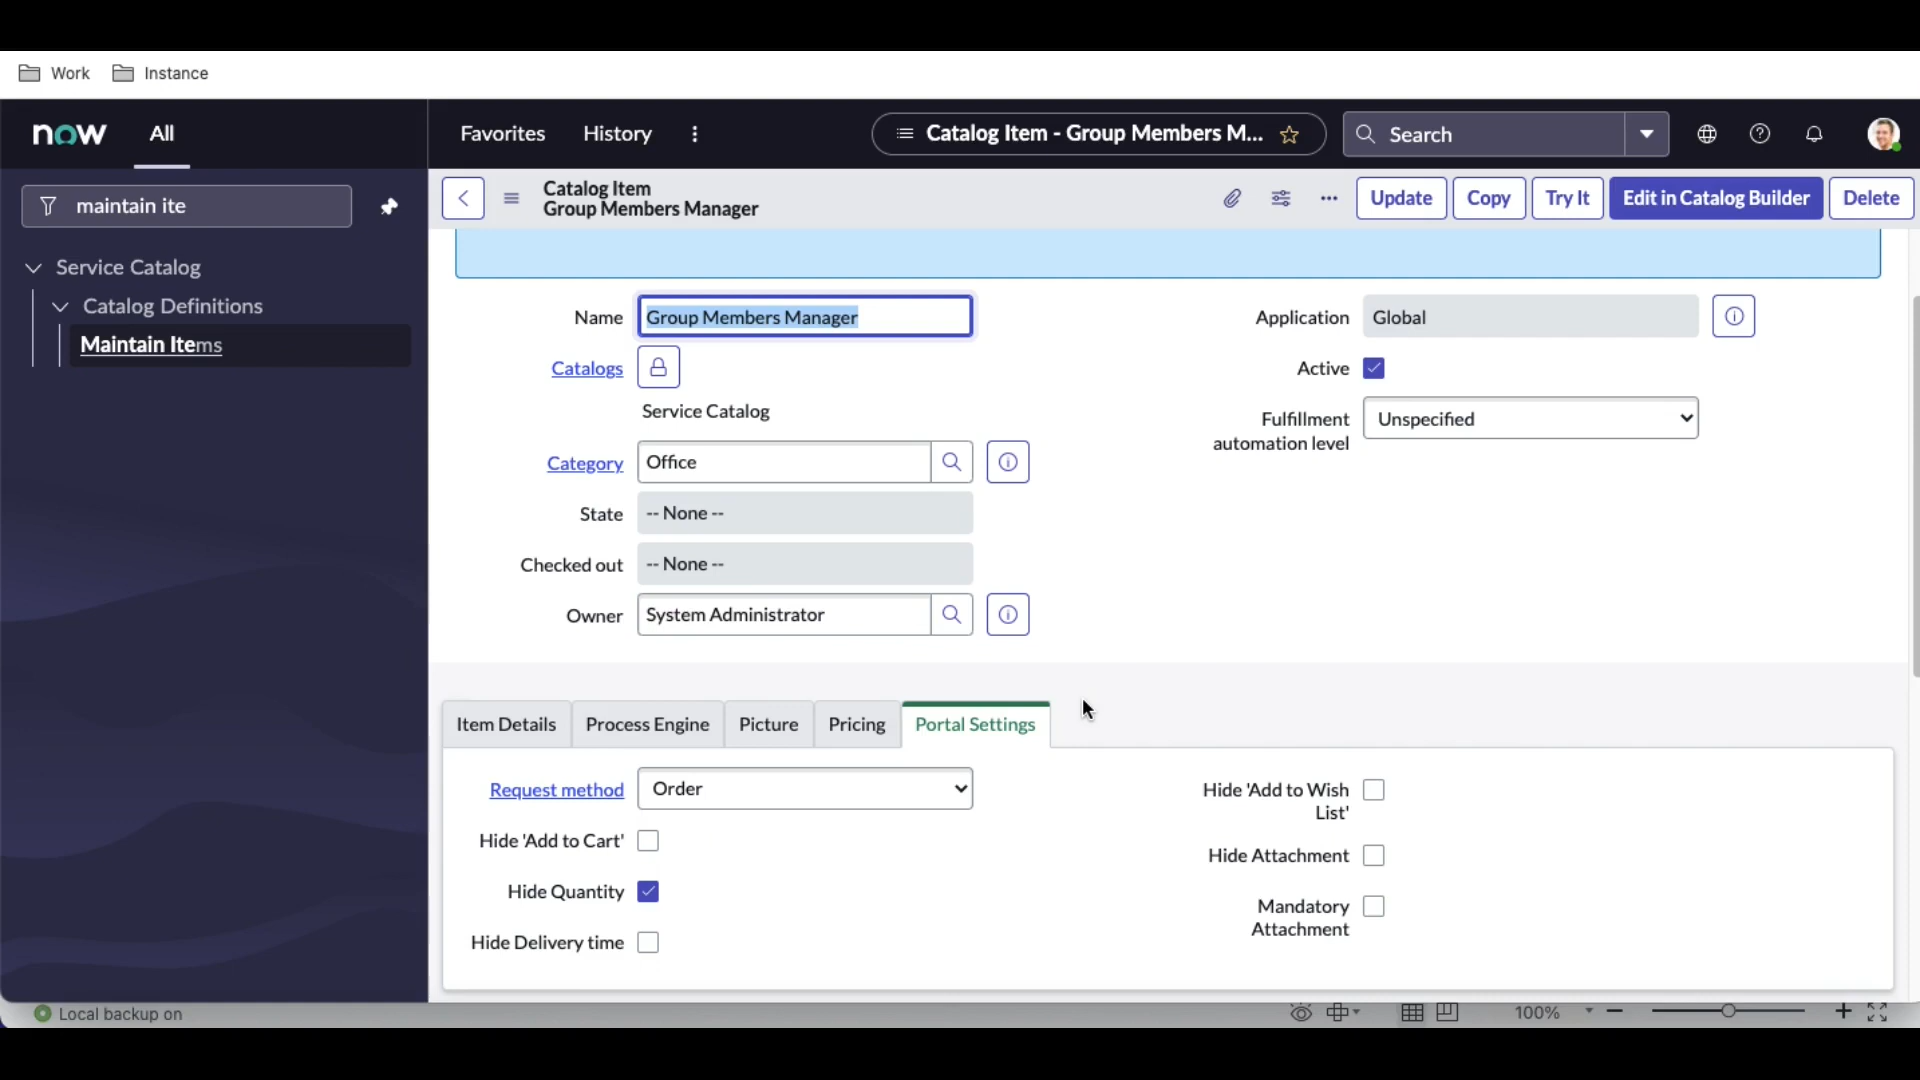 Work Instance
now All Favorites History Catalog Item - Group Members M... Search
maintain ite
Catalog Item
Group Members Manager
Update Copy Try It Edit in Catalog Builder Delete
Service Catalog
Catalog Definitions
Maintain Items
Name Group Members Manager
Catalogs
Service Catalog
Category Office
State -- None --
Checked out -- None --
Owner System Administrator
Application Global
Active
Fulfillment
automation level
Unspecified
Item Details Process Engine Picture Pricing Portal Settings
Request method Order
Hide 'Add to Cart'
Hide Quantity
Hide Delivery time
Hide 'Add to Wish
List'
Hide Attachment
Mandatory
Attachment
Local backup on 100%